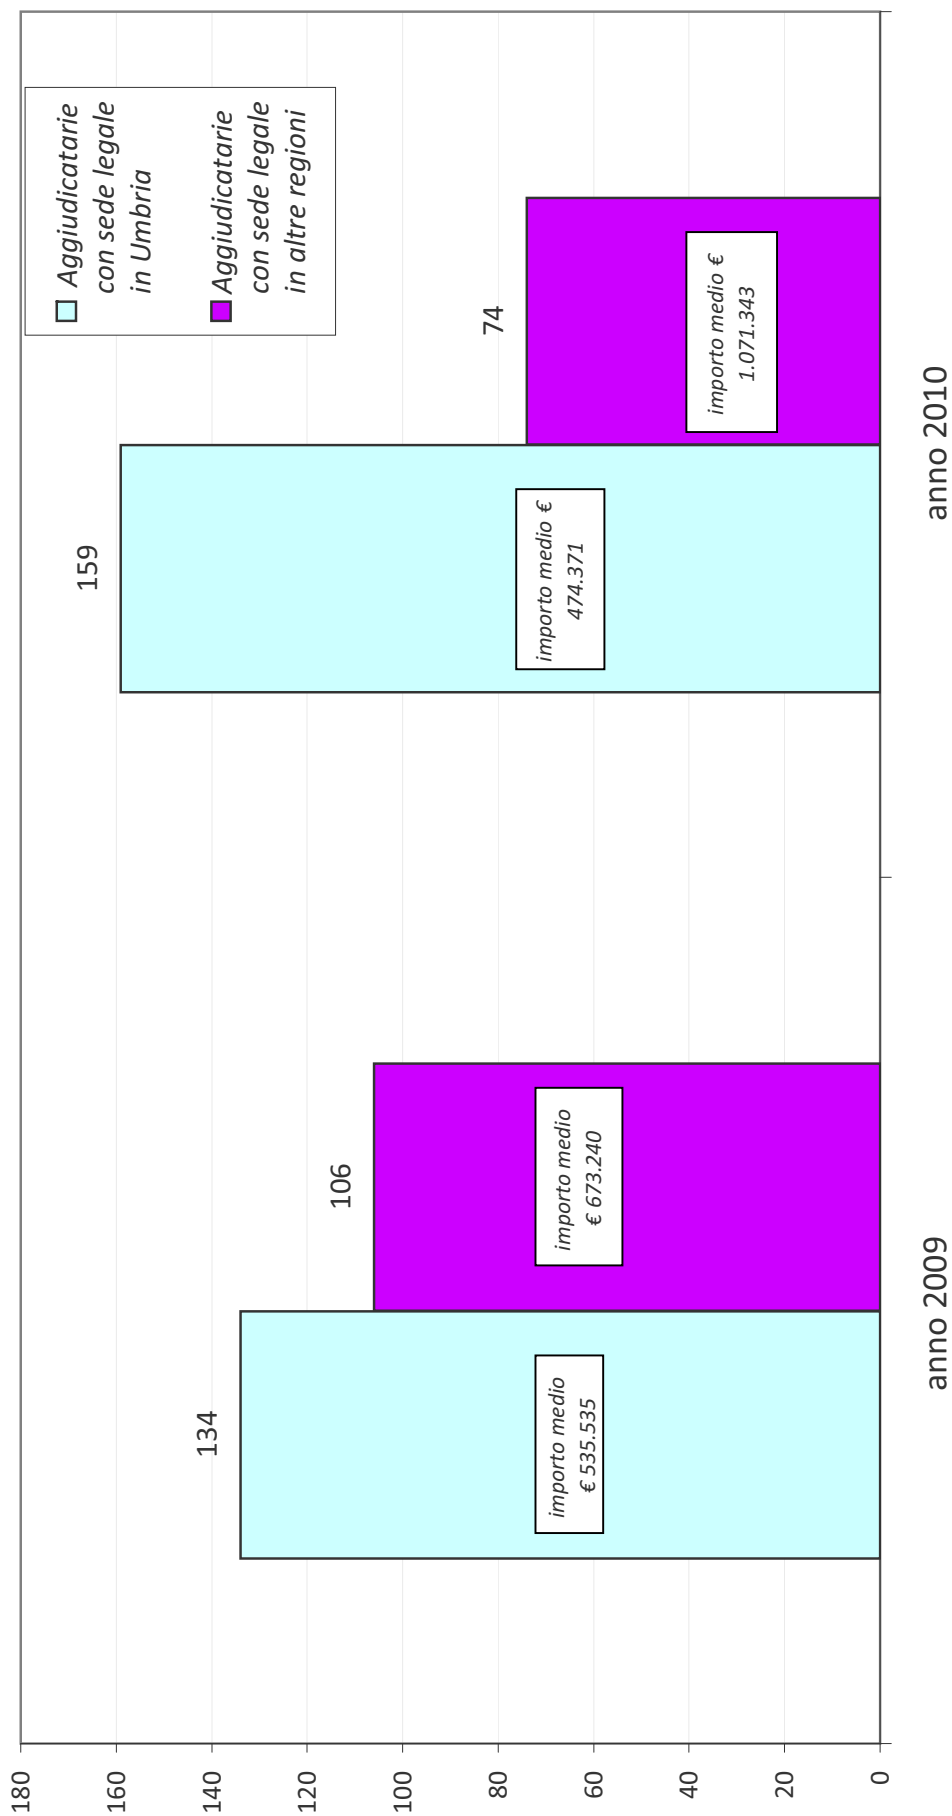 180
160
140
120
100
80
60
40
20
0
134
106
159
74
importo medio
€ 535.535
importo medio
€ 673.240
importo medio €
474.371
importo medio €
1.071.343
anno 2009
anno 2010
Aggiudicatarie
con sede legale
in Umbria
Aggiudicatarie
con sede legale
in altre regioni